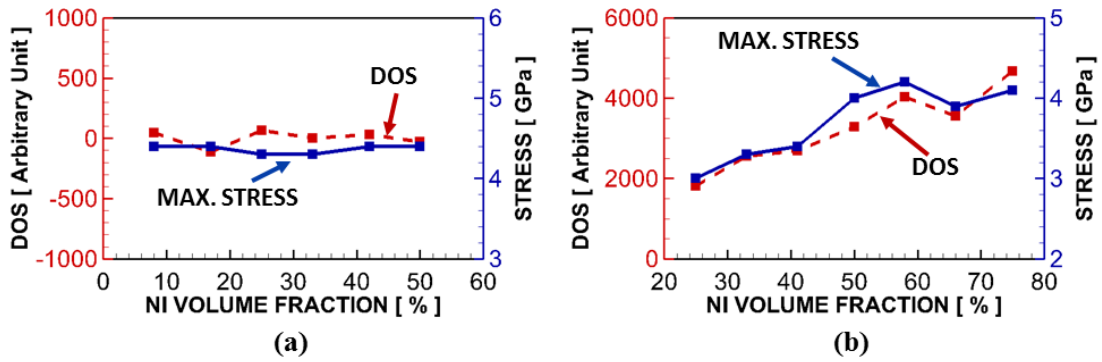 1000
500
0
-500
-1000
DOS [ Arbitrary Unit ]
6
5
4
3
STRESS [ GPa ]
DOS
MAX. STRESS
0 10 20 30 40 50 60
NI VOLUME FRACTION [ % ]
(a)
6000
4000
2000
0
DOS [ Arbitrary Unit ]
5
4
3
2
STRESS [ GPa ]
MAX. STRESS
DOS
20 30 40 50 60 70 80
NI VOLUME FRACTION [ % ]
(b)